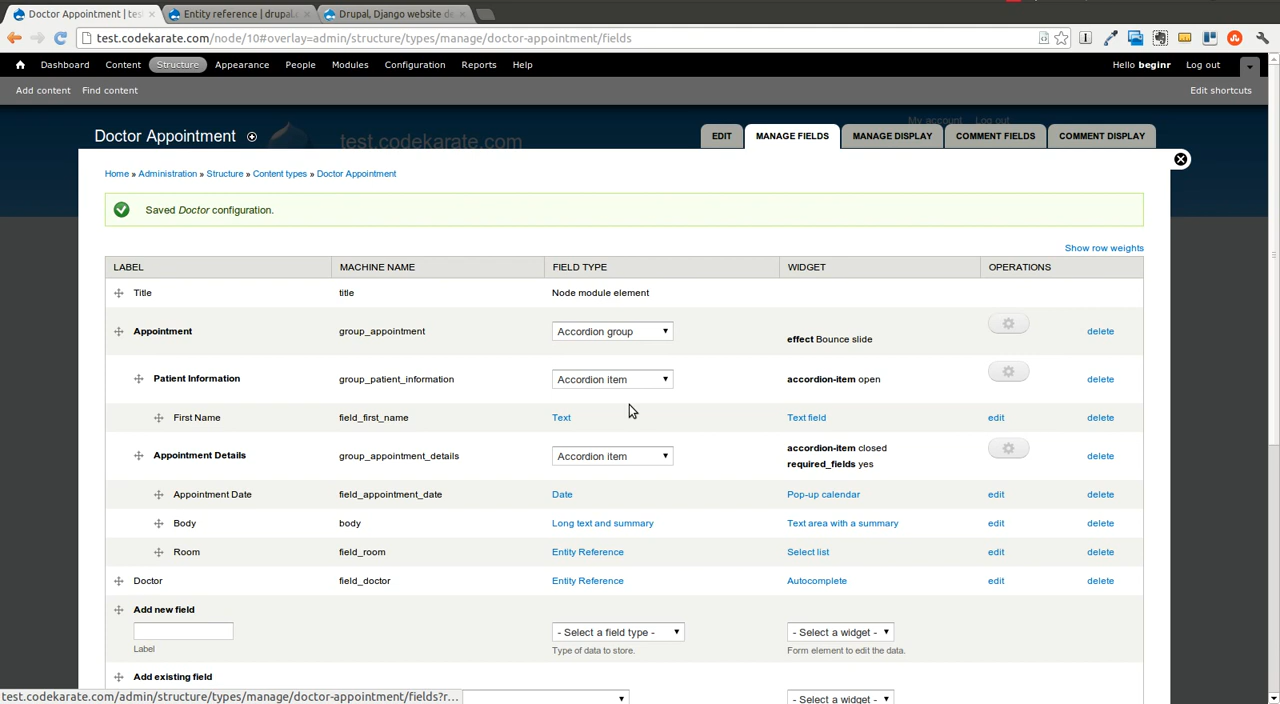 Doctor Appointment | tes
Entity reference | drupal.c
Drupal, Django website de
test.codekarate.com/node/10#overlay=admin/structure/types/manage/doctor-appointment/fields
Dashboard Content Structure Appearance People Modules Configuration Reports Help Hello beginr Log out
Add content Find content Edit shortcuts
My account Log out
Doctor Appointment EDIT MANAGE FIELDS MANAGE DISPLAY COMMENT FIELDS COMMENT DISPLAY
test.codekarate.com
Home » Administration » Structure » Content types » Doctor Appointment
Saved Doctor configuration.
Show row weights
LABEL MACHINE NAME FIELD TYPE WIDGET OPERATIONS
Title title Node module element
Appointment group_appointment Accordion group effect Bounce slide delete
Patient Information group_patient_information Accordion item accordion-item open delete
First Name field_first_name Text Text field edit delete
Appointment Details group_appointment_details Accordion item accordion-item closed delete
required_fields yes
Appointment Date field_appointment_date Date Pop-up calendar edit delete
Body body Long text and summary Text area with a summary edit delete
Room field_room Entity Reference Select list edit delete
Doctor field_doctor Entity Reference Autocomplete edit delete
Add new field
- Select a field type - - Select a widget -
Label Type of data to store. Form element to edit the data.
Add existing field
- Select a widget -
test.codekarate.com/admin/structure/types/manage/doctor-appointment/fields?r...